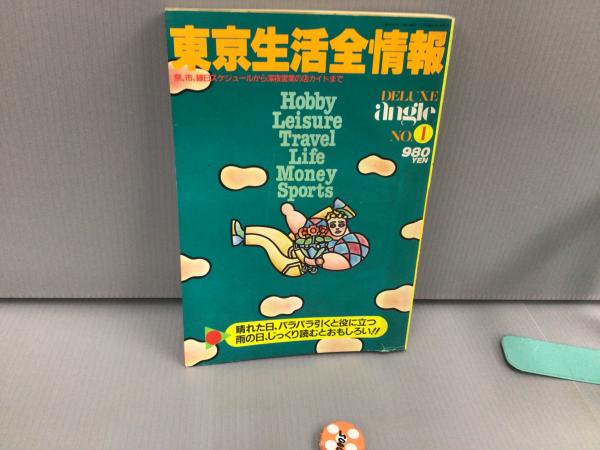 東京生活全情報
祭、市、縁日スケジュールから深夜営業の店ガイドまで
DELUXE
angle
NO. 1
980
YEN
Hobby
Leisure
Travel
Life
Money
Sports
晴れた日、パラパラ引くと役に立つ
雨の日、じっくり読むとおもしろい!!